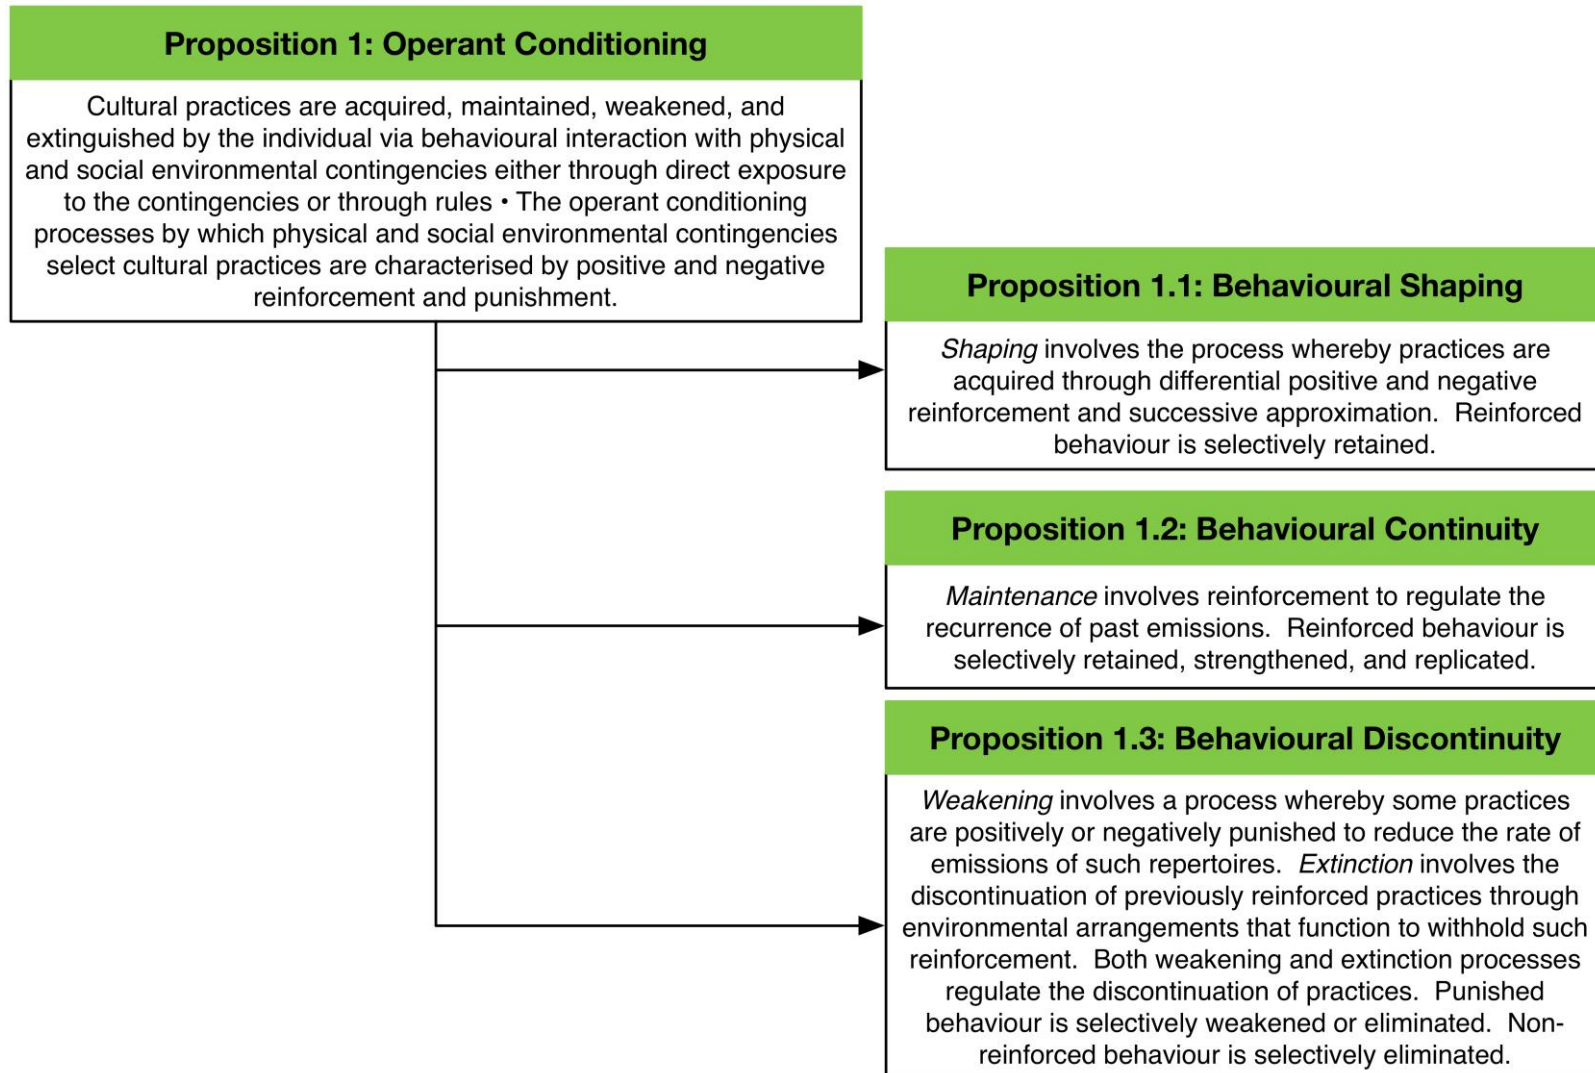 Proposition 1: Operant Conditioning
Cultural practices are acquired, maintained, weakened, and
extinguished by the individual via behavioural interaction with physical
and social environmental contingencies either through direct exposure
to the contingencies or through rules • The operant conditioning
processes by which physical and social environmental contingencies
select cultural practices are characterised by positive and negative
reinforcement and punishment.
Proposition 1.1: Behavioural Shaping
Shaping involves the process whereby practices are
acquired through differential positive and negative
reinforcement and successive approximation.  Reinforced
behaviour is selectively retained.
Proposition 1.2: Behavioural Continuity
Maintenance involves reinforcement to regulate the
recurrence of past emissions.  Reinforced behaviour is
selectively retained, strengthened, and replicated.
Proposition 1.3: Behavioural Discontinuity
Weakening involves a process whereby some practices
are positively or negatively punished to reduce the rate of
emissions of such repertoires.  Extinction involves the
discontinuation of previously reinforced practices through
environmental arrangements that function to withhold such
reinforcement.  Both weakening and extinction processes
regulate the discontinuation of practices.  Punished
behaviour is selectively weakened or eliminated.  Non-
reinforced behaviour is selectively eliminated.